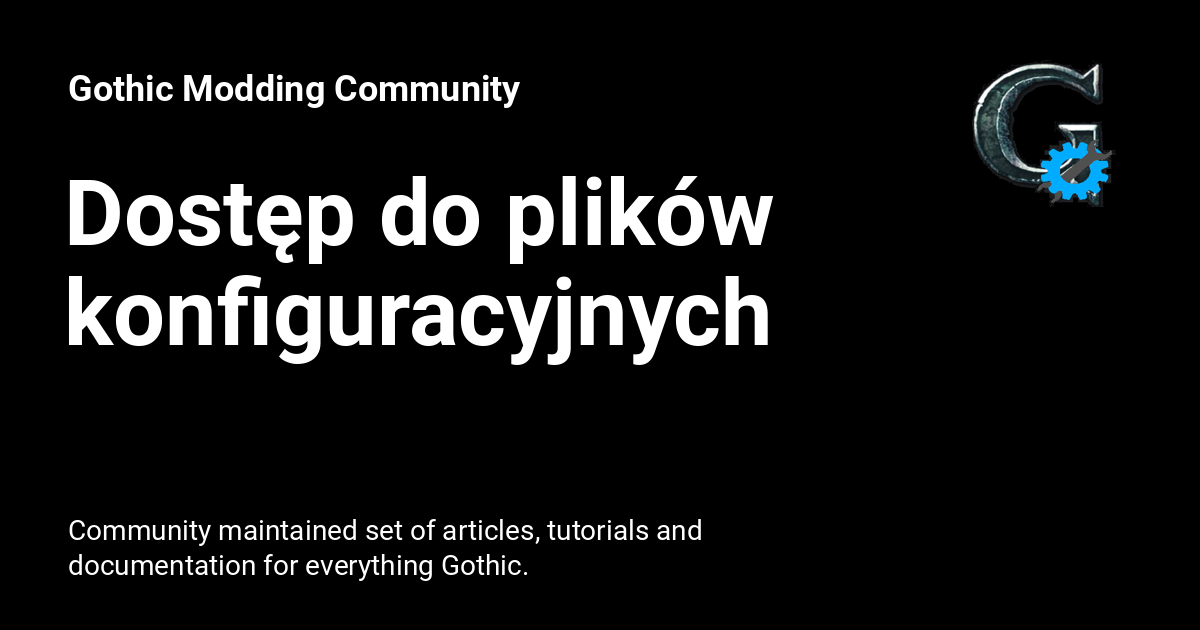 Gothic Modding Community
Dostęp do plików
konfiguracyjnych
Community maintained set of articles, tutorials and
documentation for everything Gothic.